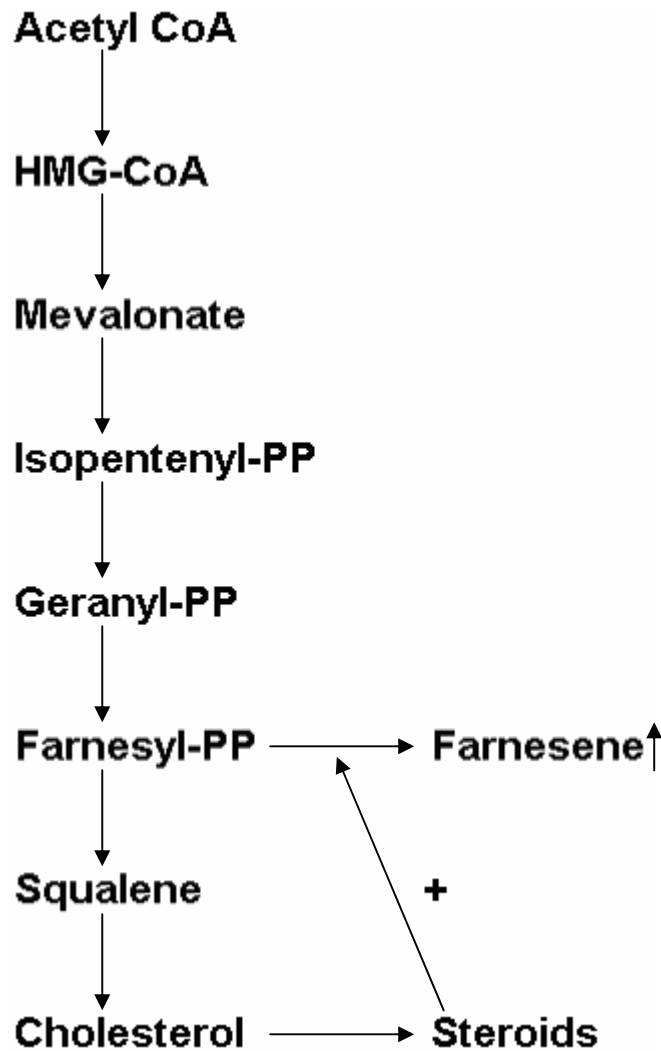 Acetyl CoA
HMG-CoA
Mevalonate
Isopentenyl-PP
Geranyl-PP
Farnesyl-PP Farnesene
Squalene +
Cholesterol Steroids